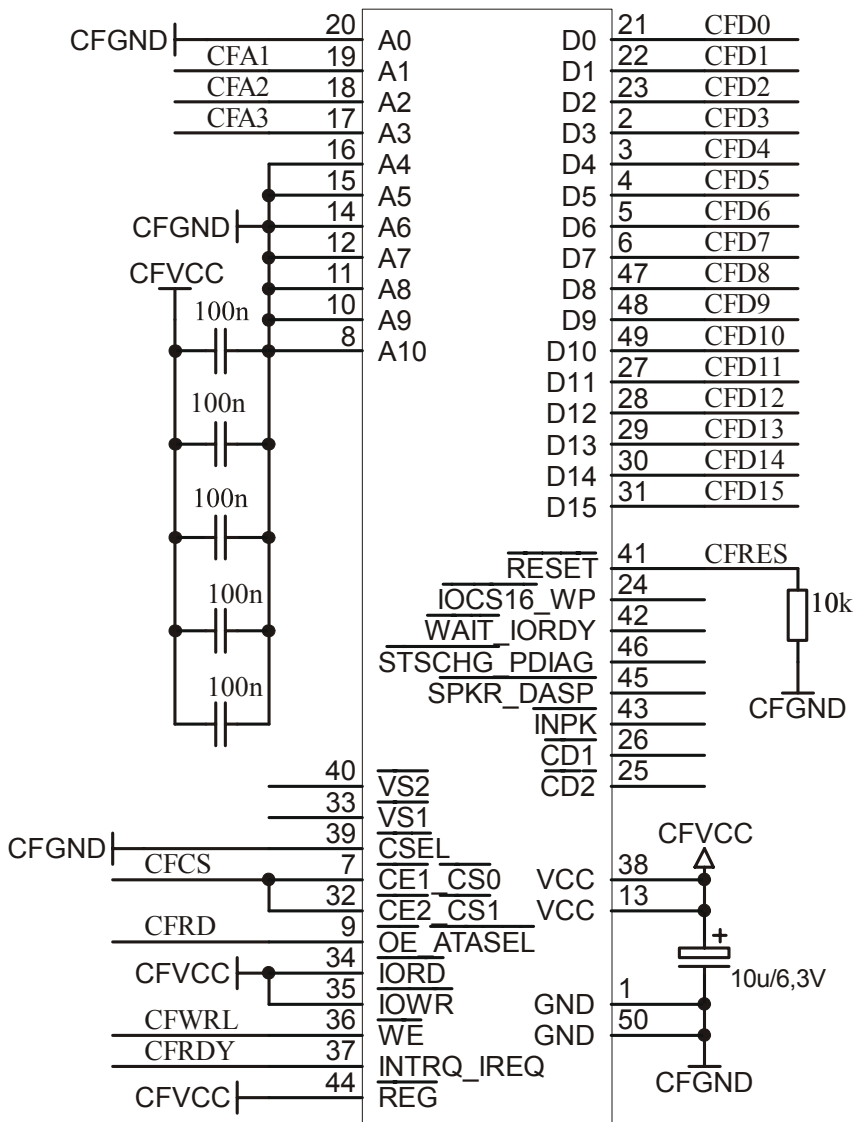 CFGND 20 A0 D0 21 CFD0
CFA1 19 A1 D1 22 CFD1
CFA2 18 A2 D2 23 CFD2
CFA3 17 A3 D3 2 CFD3
16 A4 D4 3 CFD4
15 A5 D5 4 CFD5
CFGND 14 A6 D6 5 CFD6
12 A7 D7 6 CFD7
CFVCC 11 A8 D8 47 CFD8
100n 10 A9 D9 48 CFD9
8 A10 D10 49 CFD10
D11 27 CFD11
100n D12 28 CFD12
D13 29 CFD13
D14 30 CFD14
100n D15 31 CFD15
RESET 41 CFRES
IOCS16_WP 24
100n WAIT_IORDY 42 10k
STSCHG_PDIAG 46
SPKR_DASP 45
100n INPK 43 CFGND
CD1 26
40 VS2 CD2 25
33 VS1
CFGND 39 CSEL CFVCC
CFCS 7 CE1_CS0 VCC 38
32 CE2_CS1 VCC 13
CFRD 9 OE_ATASEL +
CFVCC 34 IORD 10u/6,3V
35 IOWR GND 1
CFWRL 36 WE GND 50
CFRDY 37 INTRQ_IREQ CFGND
CFVCC 44 REG